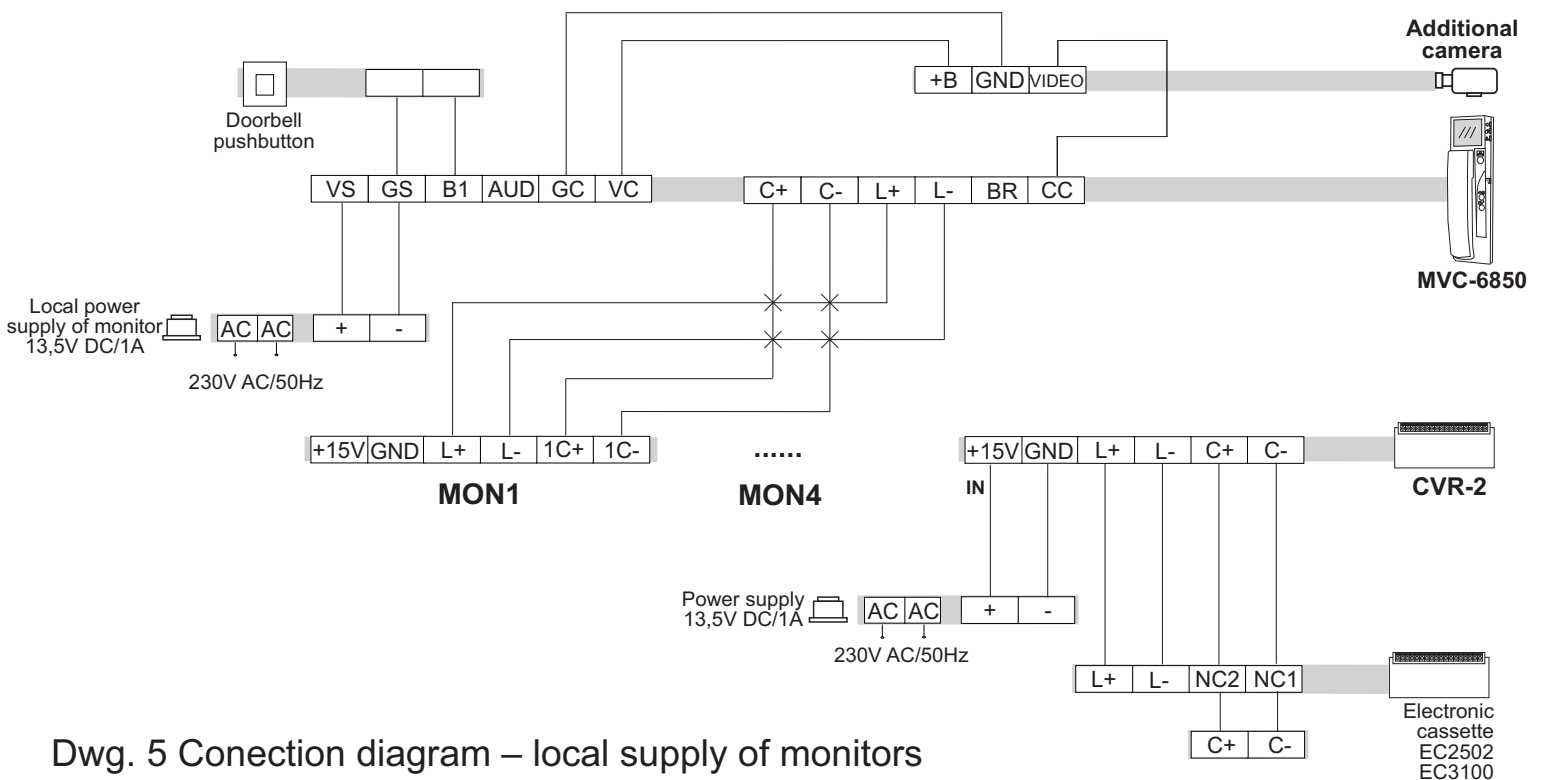 Additional
camera
+B GND VIDEO
Doorbell
pushbutton
VS GS B1 AUD GC VC
C+ C- L+ L- BR CC
MVC-6850
Local power
supply of monitor
13,5V DC/1A
AC AC + -
230V AC/50Hz
+15V GND L+ L- 1C+ 1C-
MON1
......
MON4
+15V GND L+ L- C+ C-
IN
CVR-2
Power supply
13,5V DC/1A
AC AC + -
230V AC/50Hz
L+ L- NC2 NC1
C+ C-
Electronic
cassette
EC2502
EC3100
Dwg. 5 Conection diagram – local supply of monitors